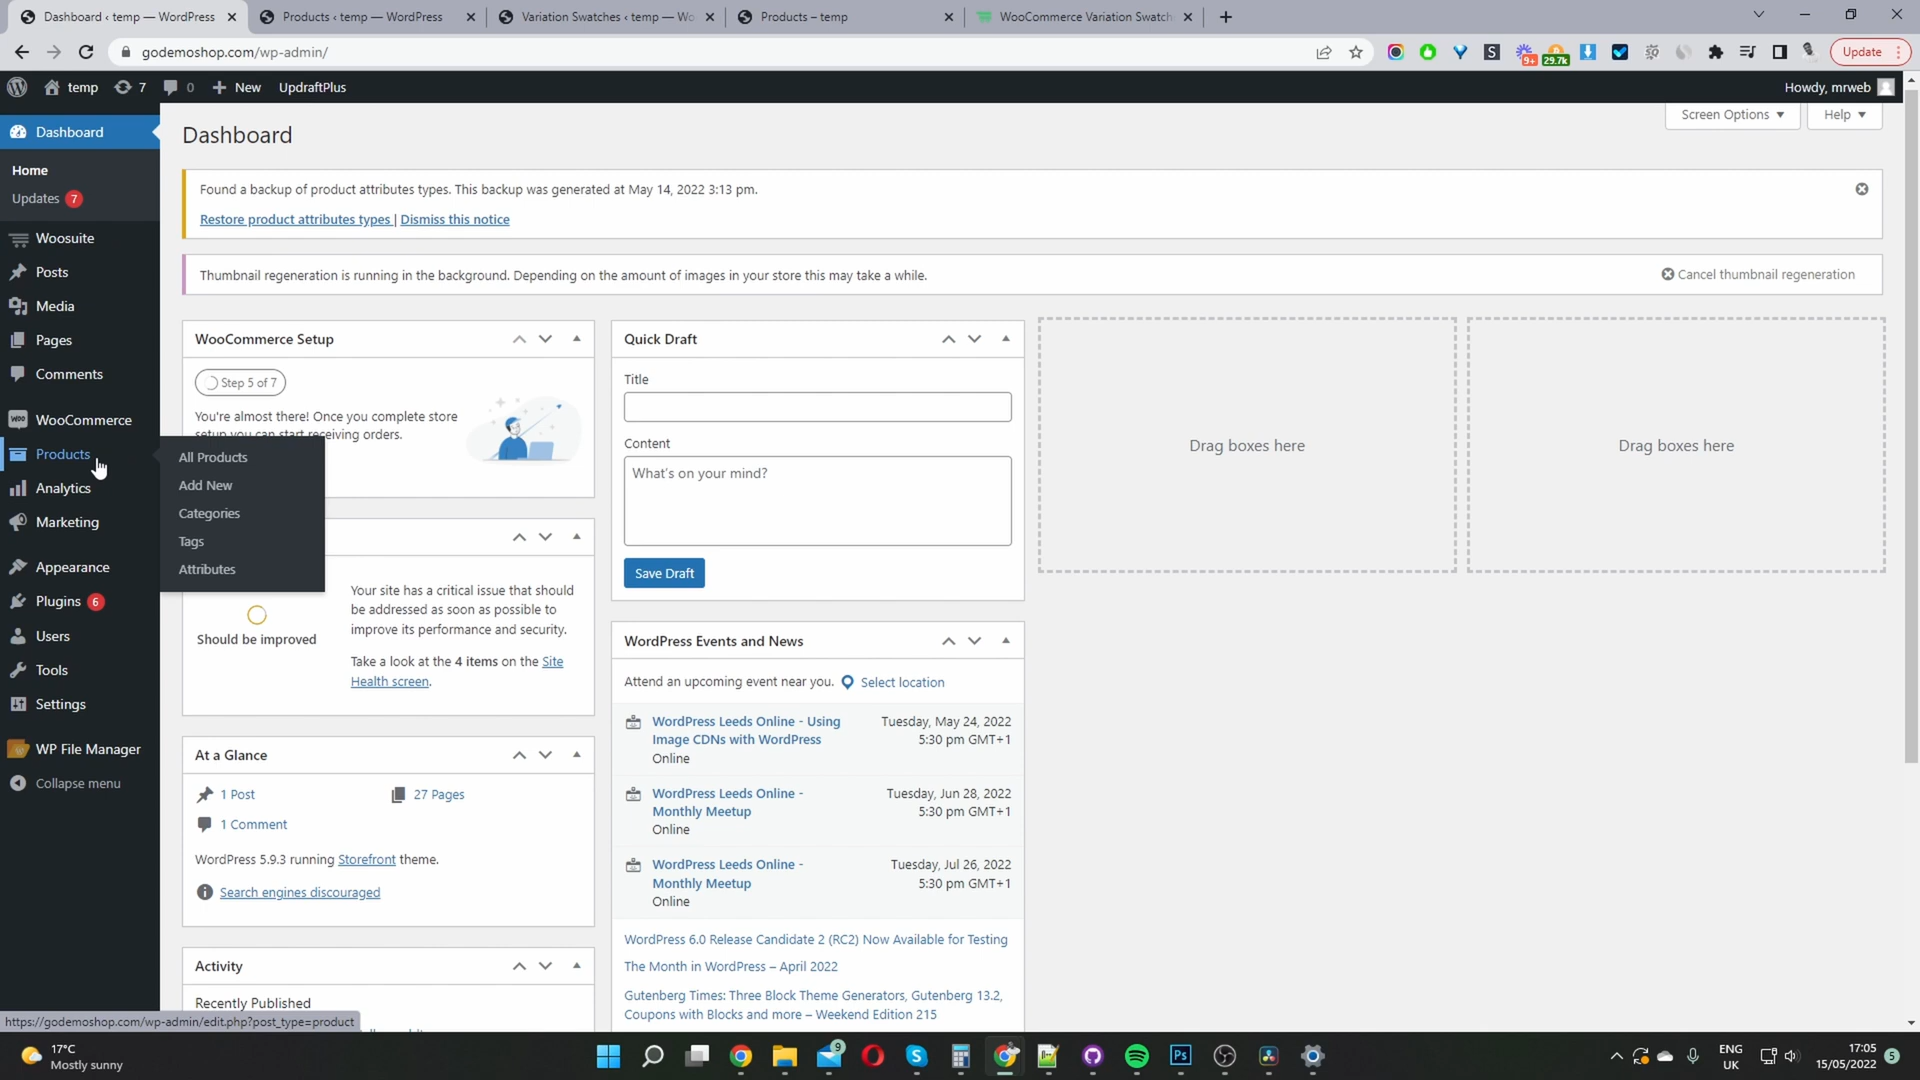 Dashboard ‹ temp — WordPress
Products ‹ temp — WordPress
Variation Swatches ‹ temp — Wo
Products – temp
WooCommerce Variation Swatch
godemoshop.com/wp-admin/
9+
29.7k
Update
temp
7
0
New
UpdraftPlus
Howdy, mrweb
Dashboard
Home
Updates 7
Woosuite
Posts
Media
Pages
Comments
WooCommerce
Products
Analytics
Marketing
Appearance
Plugins 6
Users
Tools
Settings
WP File Manager
Collapse menu
All Products
Add New
Categories
Tags
Attributes
Dashboard
Screen Options
Help
Found a backup of product attributes types. This backup was generated at May 14, 2022 3:13 pm.
Restore product attributes types | Dismiss this notice
Thumbnail regeneration is running in the background. Depending on the amount of images in your store this may take a while.
Cancel thumbnail regeneration
WooCommerce Setup
Step 5 of 7
You're almost there! Once you complete store
setup you can start receiving orders.
Should be improved
Your site has a critical issue that should
be addressed as soon as possible to
improve its performance and security.
Take a look at the 4 items on the Site
Health screen.
At a Glance
1 Post
27 Pages
1 Comment
WordPress 5.9.3 running Storefront theme.
Search engines discouraged
Activity
Recently Published
Quick Draft
Title
Content
What's on your mind?
Save Draft
WordPress Events and News
Attend an upcoming event near you. Select location
WordPress Leeds Online - Using
Image CDNs with WordPress
Online
Tuesday, May 24, 2022
5:30 pm GMT+1
WordPress Leeds Online -
Monthly Meetup
Online
Tuesday, Jun 28, 2022
5:30 pm GMT+1
WordPress Leeds Online -
Monthly Meetup
Online
Tuesday, Jul 26, 2022
5:30 pm GMT+1
WordPress 6.0 Release Candidate 2 (RC2) Now Available for Testing
The Month in WordPress – April 2022
Gutenberg Times: Three Block Theme Generators, Gutenberg 13.2,
Coupons with Blocks and more – Weekend Edition 215
Drag boxes here
Drag boxes here
https://godemoshop.com/wp-admin/edit.php?post_type=product
17°C
Mostly sunny
9
Ps
ENG
UK
17:05
15/05/2022
5